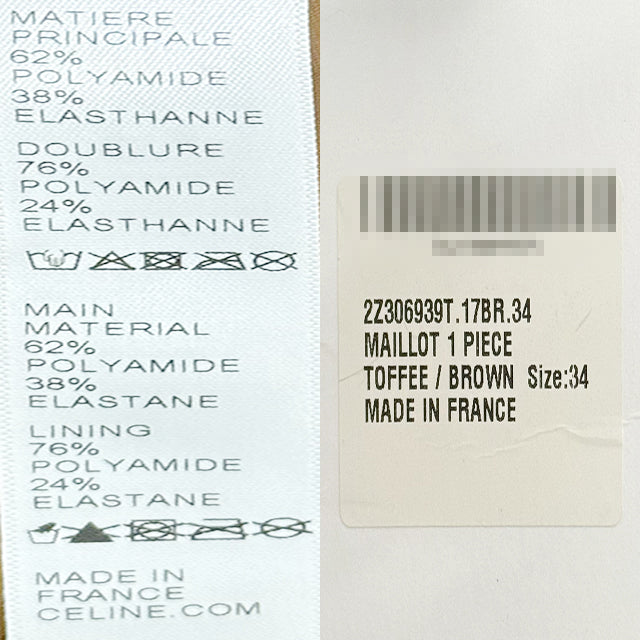 MATIERE
PRINCIPALE
62%
POLYAMIDE
38%
ELASTHANNE
DOUBLURE
76%
POLYAMIDE
24%
ELASTHANNE
MAIN
MATERIAL
62%
POLYAMIDE
38%
ELASTANE
LINING
76%
POLYAMIDE
24%
ELASTANE
MADE IN
FRANCE
CELINE.COM
2Z306939T.17BR.34
MAILLOT 1 PIECE
TOFFEE / BROWN Size:34
MADE IN FRANCE